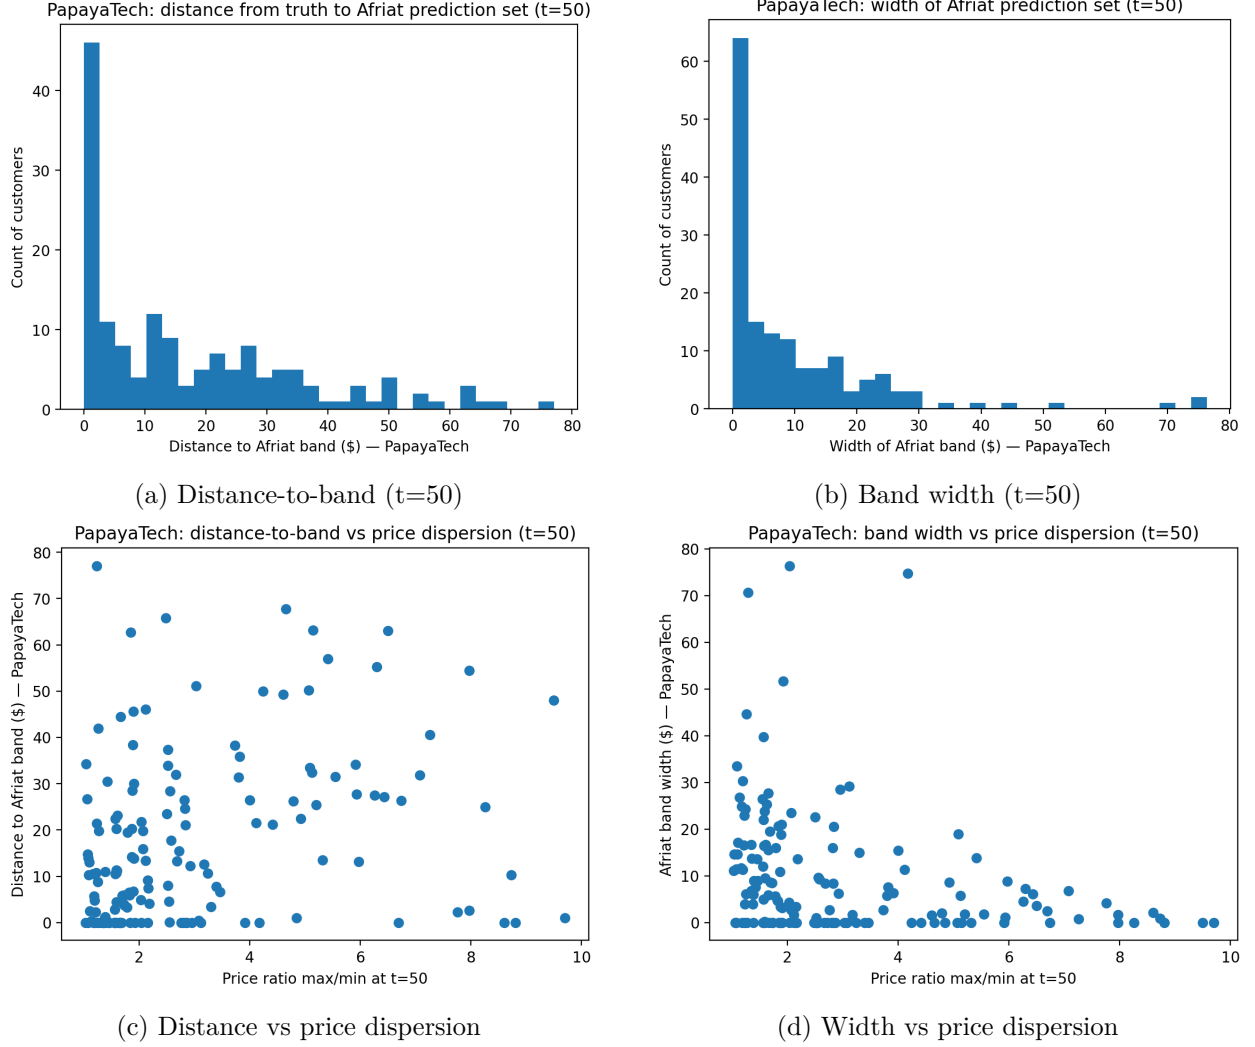 PapayaTech: distance from truth to Afriat prediction set (t=50)
40
30
20
10
0
Count of customers
0 10 20 30 40 50 60 70 80
Distance to Afriat band ($) — PapayaTech
(a) Distance-to-band (t=50)
PapayaTech: width of Afriat prediction set (t=50)
60
50
40
30
20
10
0
Count of customers
0 10 20 30 40 50 60 70 80
Width of Afriat band ($) — PapayaTech
(b) Band width (t=50)
PapayaTech: distance-to-band vs price dispersion (t=50)
80
70
60
50
40
30
20
10
0
Distance to Afriat band ($) — PapayaTech
2 4 6 8 10
Price ratio max/min at t=50
(c) Distance vs price dispersion
PapayaTech: band width vs price dispersion (t=50)
80
70
60
50
40
30
20
10
0
Afriat band width ($) — PapayaTech
2 4 6 8 10
Price ratio max/min at t=50
(d) Width vs price dispersion